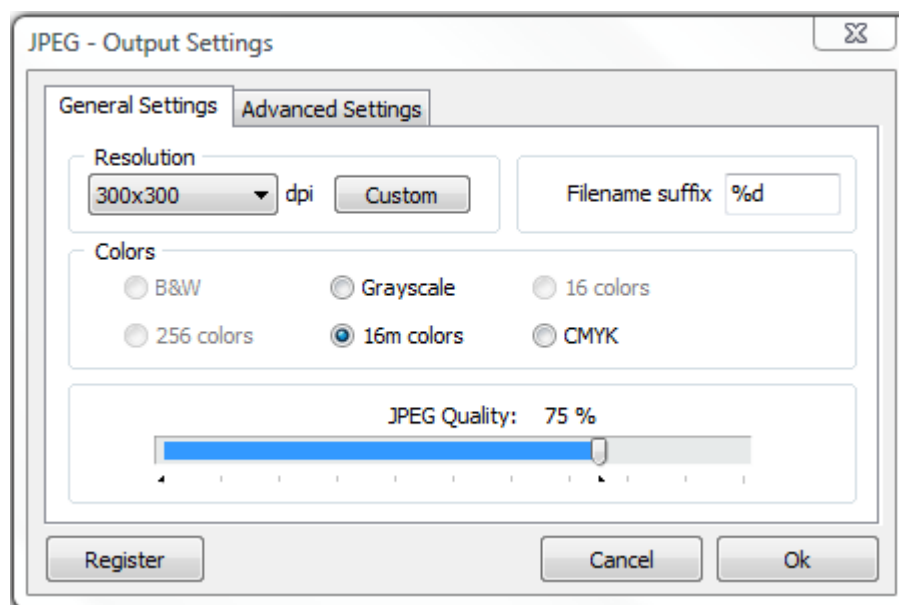 JPEG - Output Settings
General Settings
Advanced Settings
Resolution
300x300 dpi Custom
Filename suffix %d
Colors
B&W Grayscale 16 colors
256 colors 16m colors CMYK
JPEG Quality: 75 %
Register Cancel Ok